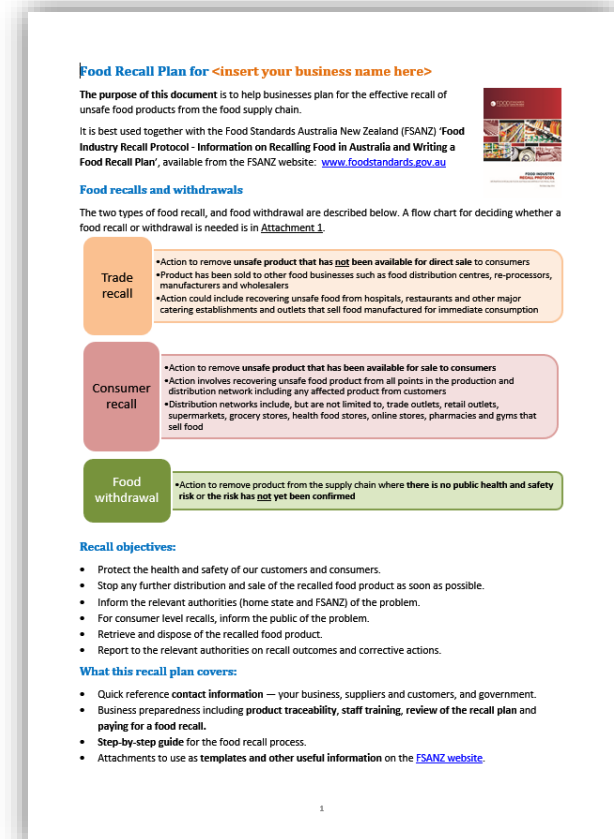 Food Recall Plan for <insert your business name here>
The purpose of this document is to help businesses plan for the effective recall of
unsafe food products from the food supply chain.
It is best used together with the Food Standards Australia New Zealand (FSANZ) ‘Food
Industry Recall Protocol - Information on Recalling Food in Australia and Writing a
Food Recall Plan’, available from the FSANZ website: www.foodstandards.gov.au
FOOD INDUSTRY
RECALL PROTOCOL
Food recalls and withdrawals
The two types of food recall, and food withdrawal are described below. A flow chart for deciding whether a
food recall or withdrawal is needed is in Attachment 1.
Trade
recall
•Action to remove unsafe product that has not been available for direct sale to consumers
•Product has been sold to other food businesses such as food distribution centres, re-processors,
manufacturers and wholesalers
•Action could include recovering unsafe food from hospitals, restaurants and other major
catering establishments and outlets that sell food manufactured for immediate consumption
Consumer
recall
•Action to remove unsafe product that has been available for sale to consumers
•Action involves recovering unsafe food product from all points in the production and
distribution network including any affected product from customers
•Distribution networks include, but are not limited to, trade outlets, retail outlets,
supermarkets, grocery stores, health food stores, online stores, pharmacies and gyms that
sell food
Food
withdrawal
•Action to remove product from the supply chain where there is no public health and safety
risk or the risk has not yet been confirmed
Recall objectives:
• Protect the health and safety of our customers and consumers.
• Stop any further distribution and sale of the recalled food product as soon as possible.
• Inform the relevant authorities (home state and FSANZ) of the problem.
• For consumer level recalls, inform the public of the problem.
• Retrieve and dispose of the recalled food product.
• Report to the relevant authorities on recall outcomes and corrective actions.
What this recall plan covers:
• Quick reference contact information — your business, suppliers and customers, and government.
• Business preparedness including product traceability, staff training, review of the recall plan and
paying for a food recall.
• Step-by-step guide for the food recall process.
• Attachments to use as templates and other useful information on the FSANZ website.
1